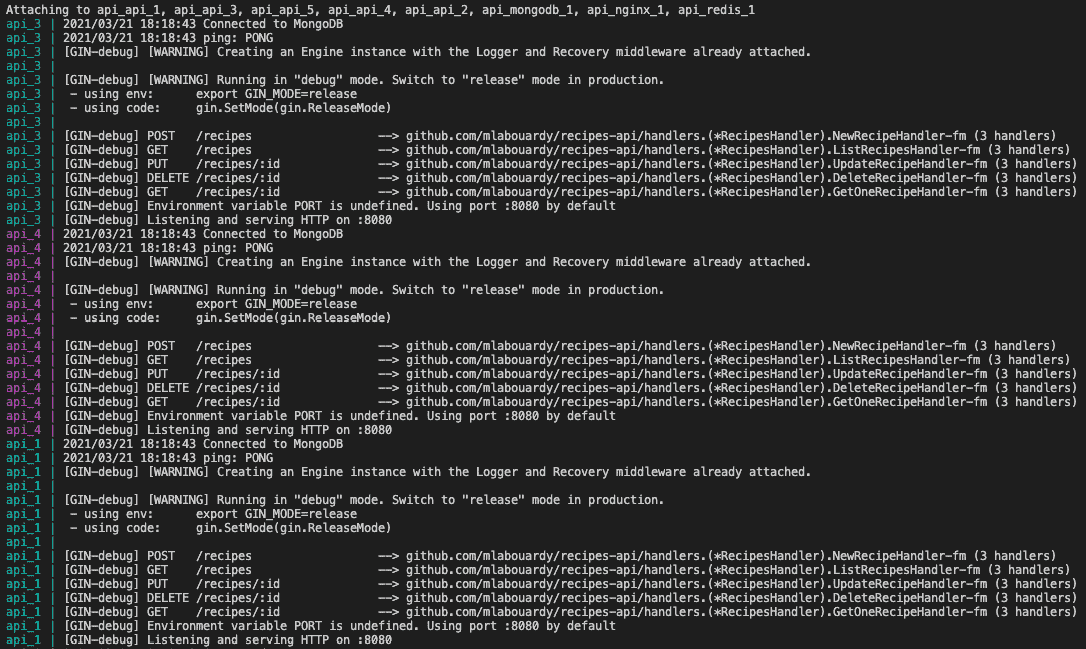 Attaching to api_api_1, api_api_3, api_api_5, api_api_4, api_api_2, api_mongodb_1, api_nginx_1, api_redis_1
api_3 | 2021/03/21 18:18:43 Connected to MongoDB
api_3 | 2021/03/21 18:18:43 ping: PONG
api_3 | [GIN-debug] [WARNING] Creating an Engine instance with the Logger and Recovery middleware already attached.
api_3 |
api_3 | [GIN-debug] [WARNING] Running in "debug" mode. Switch to "release" mode in production.
api_3 |  - using env:      export GIN_MODE=release
api_3 |  - using code:     gin.SetMode(gin.ReleaseMode)
api_3 |
api_3 | [GIN-debug] POST   /recipes                  --> github.com/mlabouardy/recipes-api/handlers.(*RecipesHandler).NewRecipeHandler-fm (3 handlers)
api_3 | [GIN-debug] GET    /recipes                  --> github.com/mlabouardy/recipes-api/handlers.(*RecipesHandler).ListRecipesHandler-fm (3 handlers)
api_3 | [GIN-debug] PUT    /recipes/:id              --> github.com/mlabouardy/recipes-api/handlers.(*RecipesHandler).UpdateRecipeHandler-fm (3 handlers)
api_3 | [GIN-debug] DELETE /recipes/:id              --> github.com/mlabouardy/recipes-api/handlers.(*RecipesHandler).DeleteRecipeHandler-fm (3 handlers)
api_3 | [GIN-debug] GET    /recipes/:id              --> github.com/mlabouardy/recipes-api/handlers.(*RecipesHandler).GetOneRecipeHandler-fm (3 handlers)
api_3 | [GIN-debug] Environment variable PORT is undefined. Using port :8080 by default
api_3 | [GIN-debug] Listening and serving HTTP on :8080
api_4 | 2021/03/21 18:18:43 Connected to MongoDB
api_4 | 2021/03/21 18:18:43 ping: PONG
api_4 | [GIN-debug] [WARNING] Creating an Engine instance with the Logger and Recovery middleware already attached.
api_4 |
api_4 | [GIN-debug] [WARNING] Running in "debug" mode. Switch to "release" mode in production.
api_4 |  - using env:      export GIN_MODE=release
api_4 |  - using code:     gin.SetMode(gin.ReleaseMode)
api_4 |
api_4 | [GIN-debug] POST   /recipes                  --> github.com/mlabouardy/recipes-api/handlers.(*RecipesHandler).NewRecipeHandler-fm (3 handlers)
api_4 | [GIN-debug] GET    /recipes                  --> github.com/mlabouardy/recipes-api/handlers.(*RecipesHandler).ListRecipesHandler-fm (3 handlers)
api_4 | [GIN-debug] PUT    /recipes/:id              --> github.com/mlabouardy/recipes-api/handlers.(*RecipesHandler).UpdateRecipeHandler-fm (3 handlers)
api_4 | [GIN-debug] DELETE /recipes/:id              --> github.com/mlabouardy/recipes-api/handlers.(*RecipesHandler).DeleteRecipeHandler-fm (3 handlers)
api_4 | [GIN-debug] GET    /recipes/:id              --> github.com/mlabouardy/recipes-api/handlers.(*RecipesHandler).GetOneRecipeHandler-fm (3 handlers)
api_4 | [GIN-debug] Environment variable PORT is undefined. Using port :8080 by default
api_4 | [GIN-debug] Listening and serving HTTP on :8080
api_1 | 2021/03/21 18:18:43 Connected to MongoDB
api_1 | 2021/03/21 18:18:43 ping: PONG
api_1 | [GIN-debug] [WARNING] Creating an Engine instance with the Logger and Recovery middleware already attached.
api_1 |
api_1 | [GIN-debug] [WARNING] Running in "debug" mode. Switch to "release" mode in production.
api_1 |  - using env:      export GIN_MODE=release
api_1 |  - using code:     gin.SetMode(gin.ReleaseMode)
api_1 |
api_1 | [GIN-debug] POST   /recipes                  --> github.com/mlabouardy/recipes-api/handlers.(*RecipesHandler).NewRecipeHandler-fm (3 handlers)
api_1 | [GIN-debug] GET    /recipes                  --> github.com/mlabouardy/recipes-api/handlers.(*RecipesHandler).ListRecipesHandler-fm (3 handlers)
api_1 | [GIN-debug] PUT    /recipes/:id              --> github.com/mlabouardy/recipes-api/handlers.(*RecipesHandler).UpdateRecipeHandler-fm (3 handlers)
api_1 | [GIN-debug] DELETE /recipes/:id              --> github.com/mlabouardy/recipes-api/handlers.(*RecipesHandler).DeleteRecipeHandler-fm (3 handlers)
api_1 | [GIN-debug] GET    /recipes/:id              --> github.com/mlabouardy/recipes-api/handlers.(*RecipesHandler).GetOneRecipeHandler-fm (3 handlers)
api_1 | [GIN-debug] Environment variable PORT is undefined. Using port :8080 by default
api_1 | [GIN-debug] Listening and serving HTTP on :8080